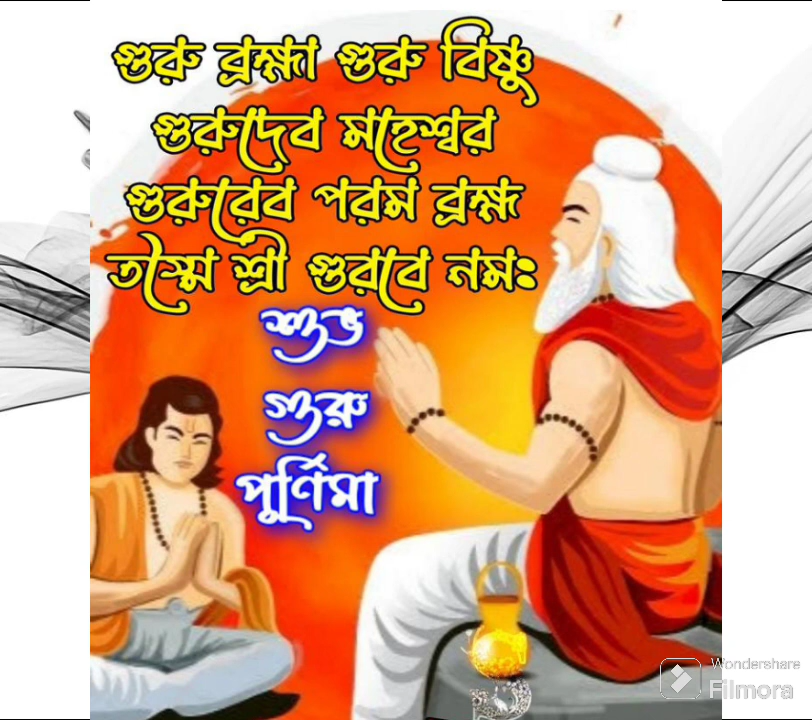 গুরু ব্রহ্মা গুরু বিষ্ণু
গুরুদেব মহেশ্বর
গুরুরেব পরম ব্রহ্ম
তস্মৈ শ্রী গুরবে নমঃ
শুভ
গুরু
পুর্ণিমা
Wondershare
Filmora